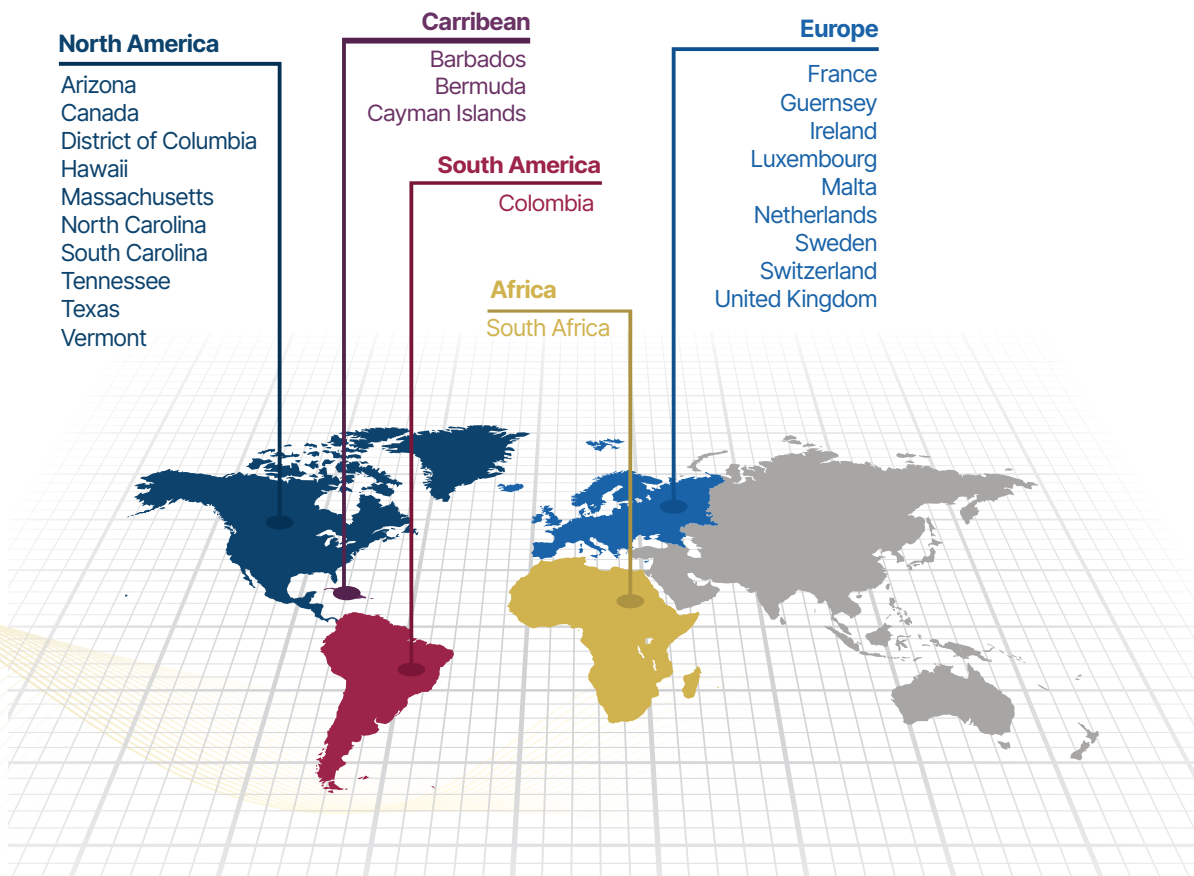 North America
Arizona
Canada
District of Columbia
Hawaii
Massachusetts
North Carolina
South Carolina
Tennessee
Texas
Vermont
Carribean
Barbados
Bermuda
Cayman Islands
South America
Colombia
Africa
South Africa
Europe
France
Guernsey
Ireland
Luxembourg
Malta
Netherlands
Sweden
Switzerland
United Kingdom